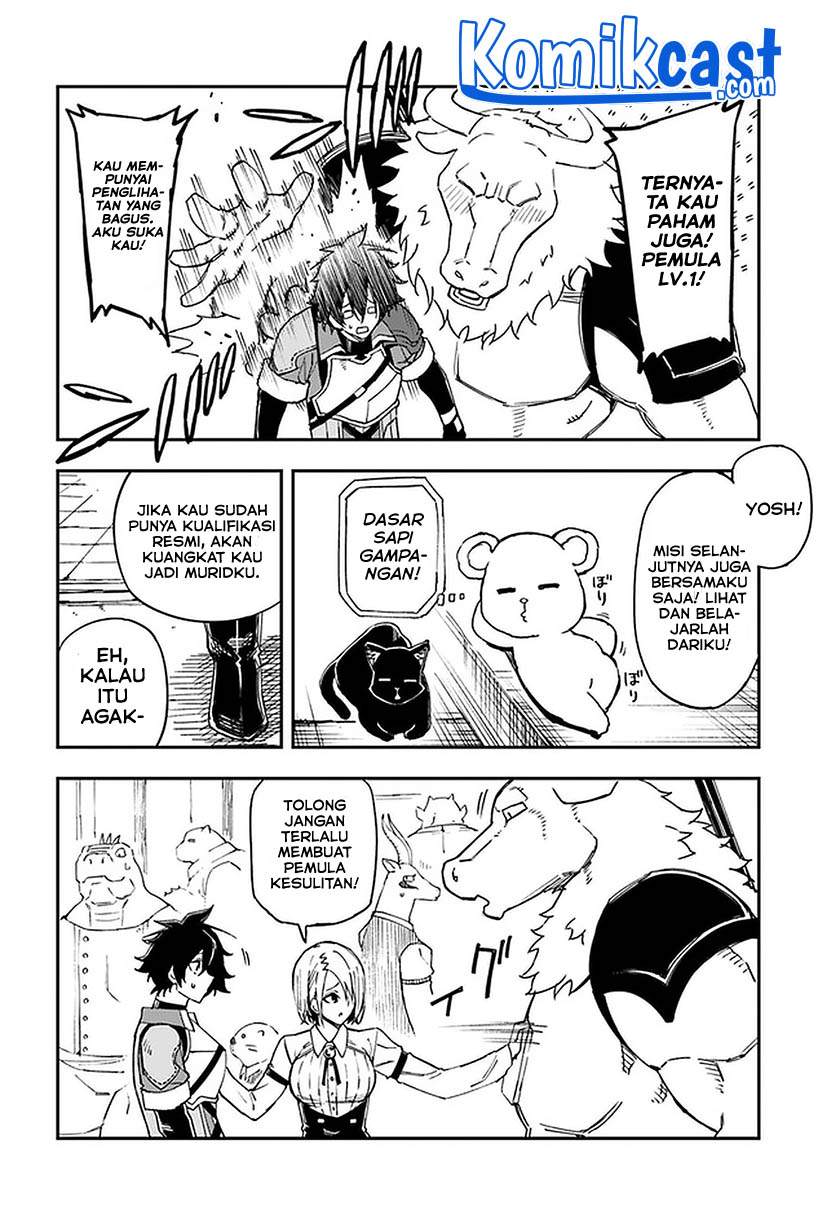 Komikcast
.com
TERNYA-
TA KAU
PAHAM
JUGA!
PEMULA
LV.1!
KAU MEM-
PUNYAI
PENGLIHA-
TAN YANG
BAGUS.
AKU SUKA
KAU!
YOSH!
MISI SELAN-
JUTNYA JUGA
BERSAMAKU
SAJA! LIHAT
DAN BELA-
JARLAH
DARIKU!
DASAR
SAPI
GAMPA-
NGAN!
ぼり
ぼり
JIKA KAU SUDAH
PUNYA KUALIFIKASI
RESMI, AKAN
KUANGKAT KAU
JADI MURIDKU.
EH,
KALAU
ITU
AGAK-
TOLONG
JANGAN
TERLALU
MEMBUAT
PEMULA
KESULITAN!
グイ